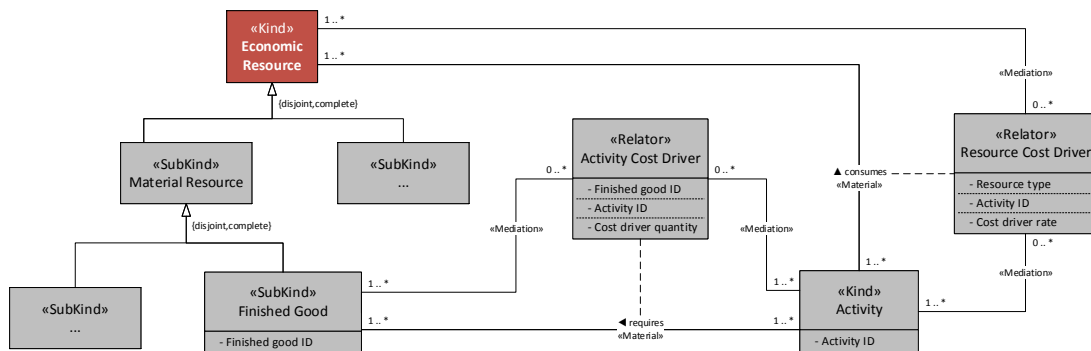 «Kind»
Economic
Resource
1 .. *
1 .. *
{disjoint,complete}
«Mediation»
0 .. *
«SubKind»
Material Resource
«SubKind»
...
«Relator»
Activity Cost Driver
- Finished good ID
- Activity ID
- Cost driver quantity
0 .. *
0 .. *
«Relator»
Resource Cost Driver
- Resource type
- Activity ID
- Cost driver rate
0 .. *
▲ consumes
«Material»
{disjoint,complete}
«Mediation»
«Mediation»
«Mediation»
«SubKind»
...
«SubKind»
Finished Good
- Finished good ID
1 .. *
1 .. *
◀ requires
«Material»
1 .. *
1 .. *
1 .. *
1 .. *
«Kind»
Activity
- Activity ID